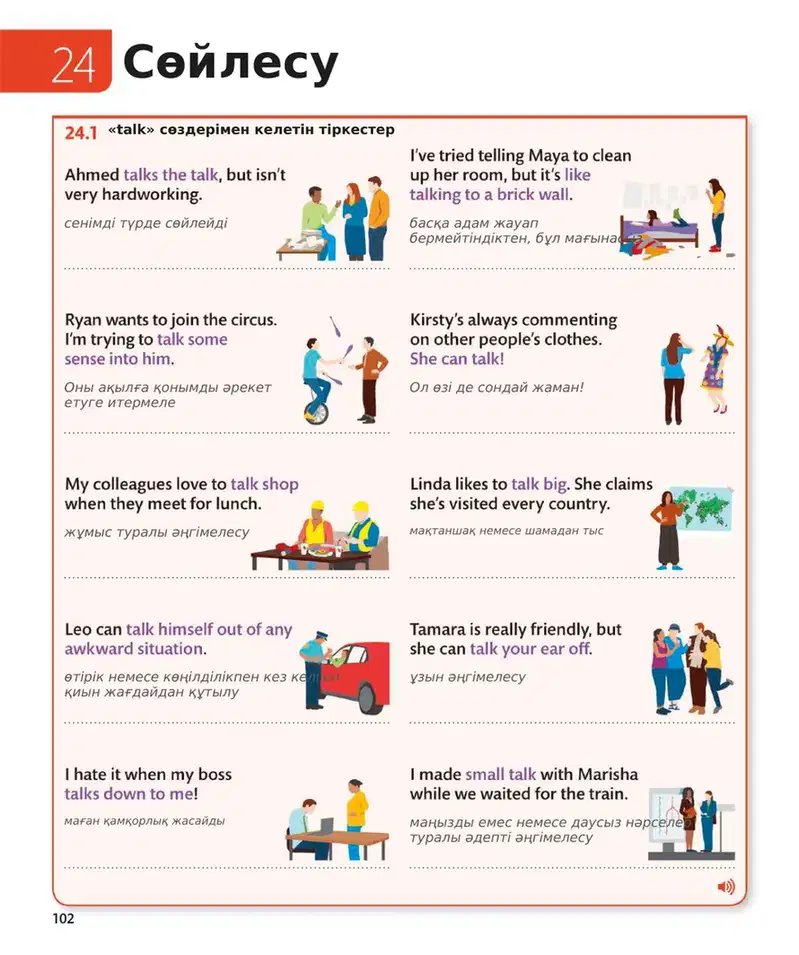 24 Сөйлесу
24.1 «talk» сөздерімен келетін тіркестер
Ahmed talks the talk, but isn't
very hardworking.
сенімді түрде сөйлейді
I've tried telling Maya to clean
up her room, but it's like
talking to a brick wall.
басқа адам жауап
бермейтіндіктен, бұл
Ryan wants to join the circus.
I'm trying to talk some
sense into him.
Оны ақылға қонымды әрекет
етуге итермеле
Kirsty's always commenting
on other people's clothes.
She can talk!
Ол өзі де сондай жаман!
My colleagues love to talk shop
when they meet for lunch.
жұмыс туралы әңгімелесу
Linda likes to talk big. She claims
she's visited every country.
мақтаншақ немесе шамадан тыс
Leo can talk himself out of any
awkward situation.
өтірік немесе көңілділікпен кез
қиын жағдайдан құтылу
Tamara is really friendly, but
she can talk your ear off.
ұзын әңгімелесу
I hate it when my boss
talks down to me!
маған қамқорлық жасайды
I made small talk with Marisha
while we waited for the train.
маңызды емес немесе даусыз нәрселер
туралы әдепті әңгімелесу
102